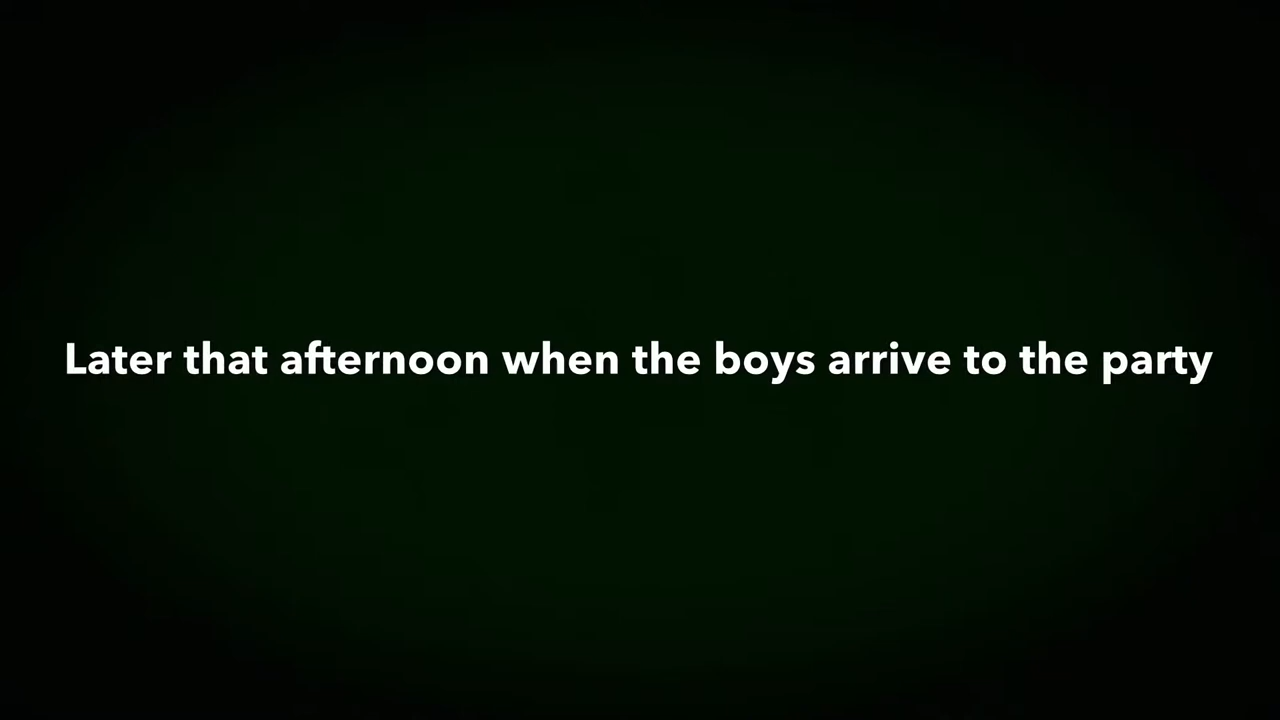 Later that afternoon when the boys arrive to the party